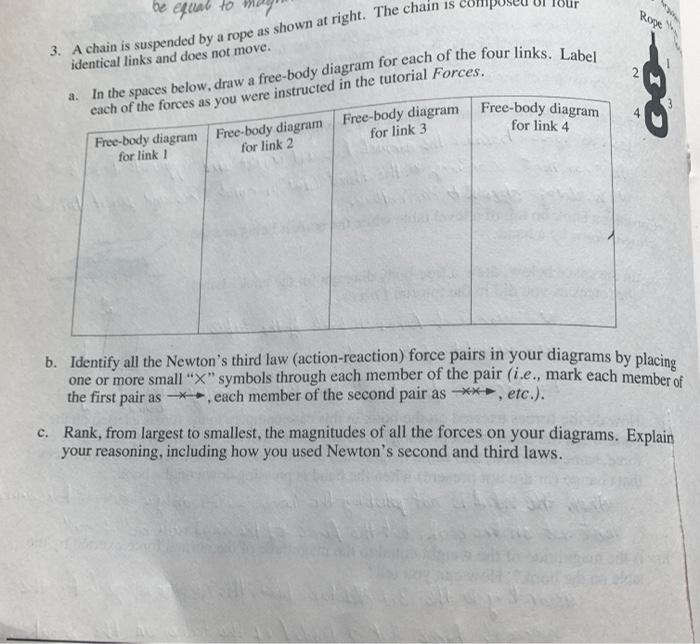 be equal to
3. A chain is suspended by a rope as shown at right. The chain is composed of four
identical links and does not move.
Rope
1
2
3
4
a. In the spaces below, draw a free-body diagram for each of the four links. Label
each of the forces as you were instructed in the tutorial Forces.
Free-body diagram
for link 1
Free-body diagram
for link 2
Free-body diagram
for link 3
Free-body diagram
for link 4
b. Identify all the Newton's third law (action-reaction) force pairs in your diagrams by placing
one or more small "X" symbols through each member of the pair (i.e., mark each member of
the first pair as , each member of the second pair as , etc.).
c. Rank, from largest to smallest, the magnitudes of all the forces on your diagrams. Explain
your reasoning, including how you used Newton's second and third laws.